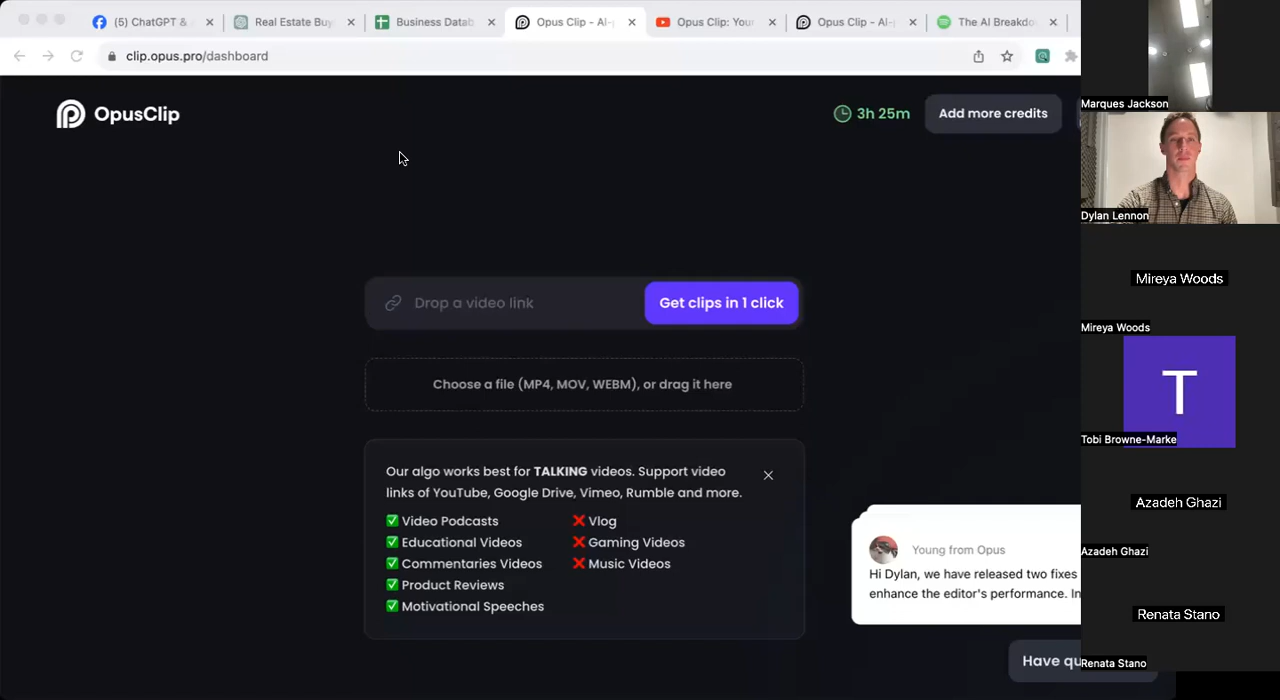 (5) ChatGPT &
Real Estate Buy
Business Datab
Opus Clip - AI-
Opus Clip: Your
Opus Clip - AI-
The AI Breakdo
clip.opus.pro/dashboard
OpusClip
3h 25m
Add more credits
Drop a video link
Get clips in 1 click
Choose a file (MP4, MOV, WEBM), or drag it here
Our algo works best for TALKING videos. Support video
links of YouTube, Google Drive, Vimeo, Rumble and more.
Video Podcasts
Vlog
Educational Videos
Gaming Videos
Commentaries Videos
Music Videos
Product Reviews
Motivational Speeches
Young from Opus
Hi Dylan, we have released two fixes
enhance the editor's performance. In
Have qu
Marques Jackson
Dylan Lennon
Mireya Woods
Mireya Woods
T
Tobi Browne-Marke
Azadeh Ghazi
Azadeh Ghazi
Renata Stano
Renata Stano